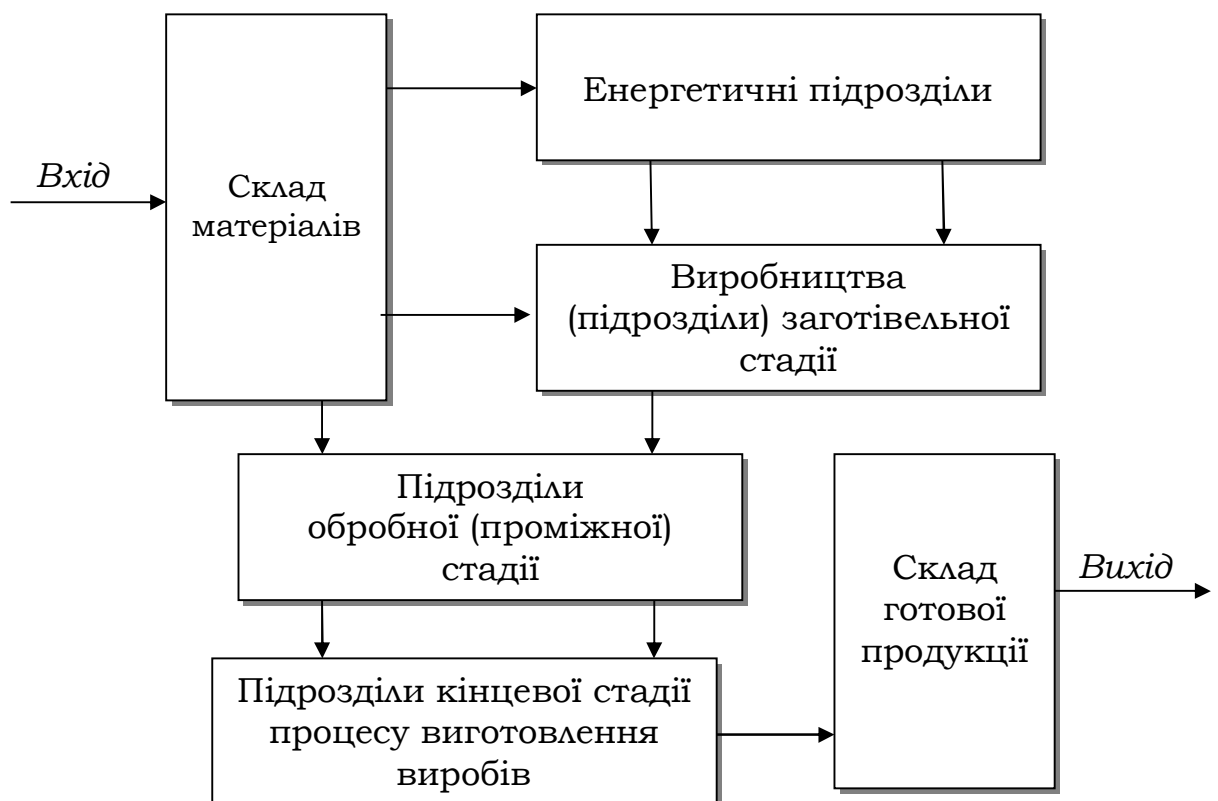 Енергетичні підрозділи
Вхід
Склад
матеріалів
Виробництва
(підрозділи) заготівельної
стадії
Підрозділи
обробної (проміжної)
стадії
Склад
готової
продукції
Вихід
Підрозділи кінцевої стадії
процесу виготовлення
виробів